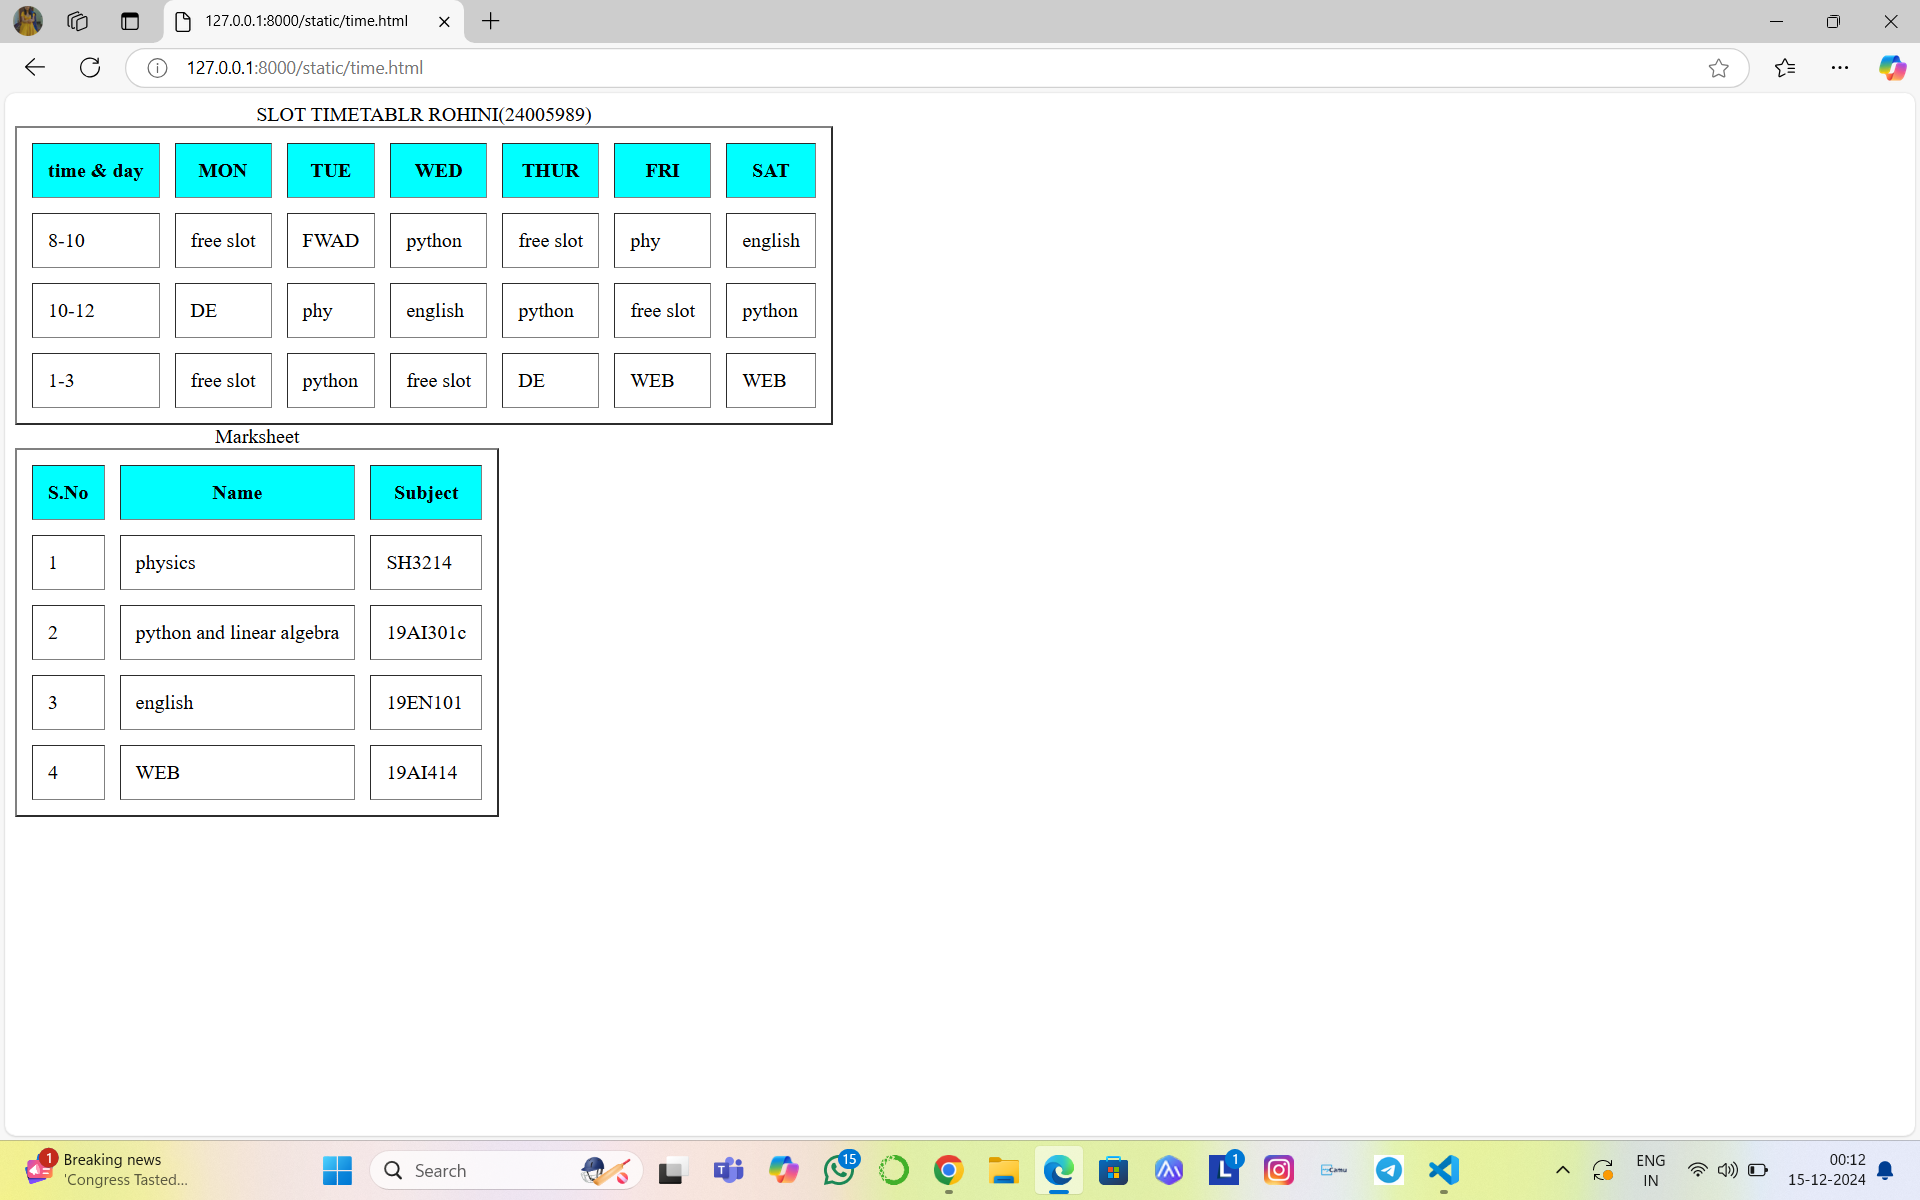 127.0.0.1:8000/static/time.html
127.0.0.1:8000/static/time.html
SLOT TIMETABLR ROHINI(24005989)
time & day MON TUE WED THUR FRI SAT
8-10 free slot FWAD python free slot phy english
10-12 DE phy english python free slot python
1-3 free slot python free slot DE WEB WEB
Marksheet
S.No Name Subject
1 physics SH3214
2 python and linear algebra 19AI301c
3 english 19EN101
4 WEB 19AI414
1
Breaking news
'Congress Tasted...
Search
15
L 1
Camu
ENG
IN
00:12
15-12-2024